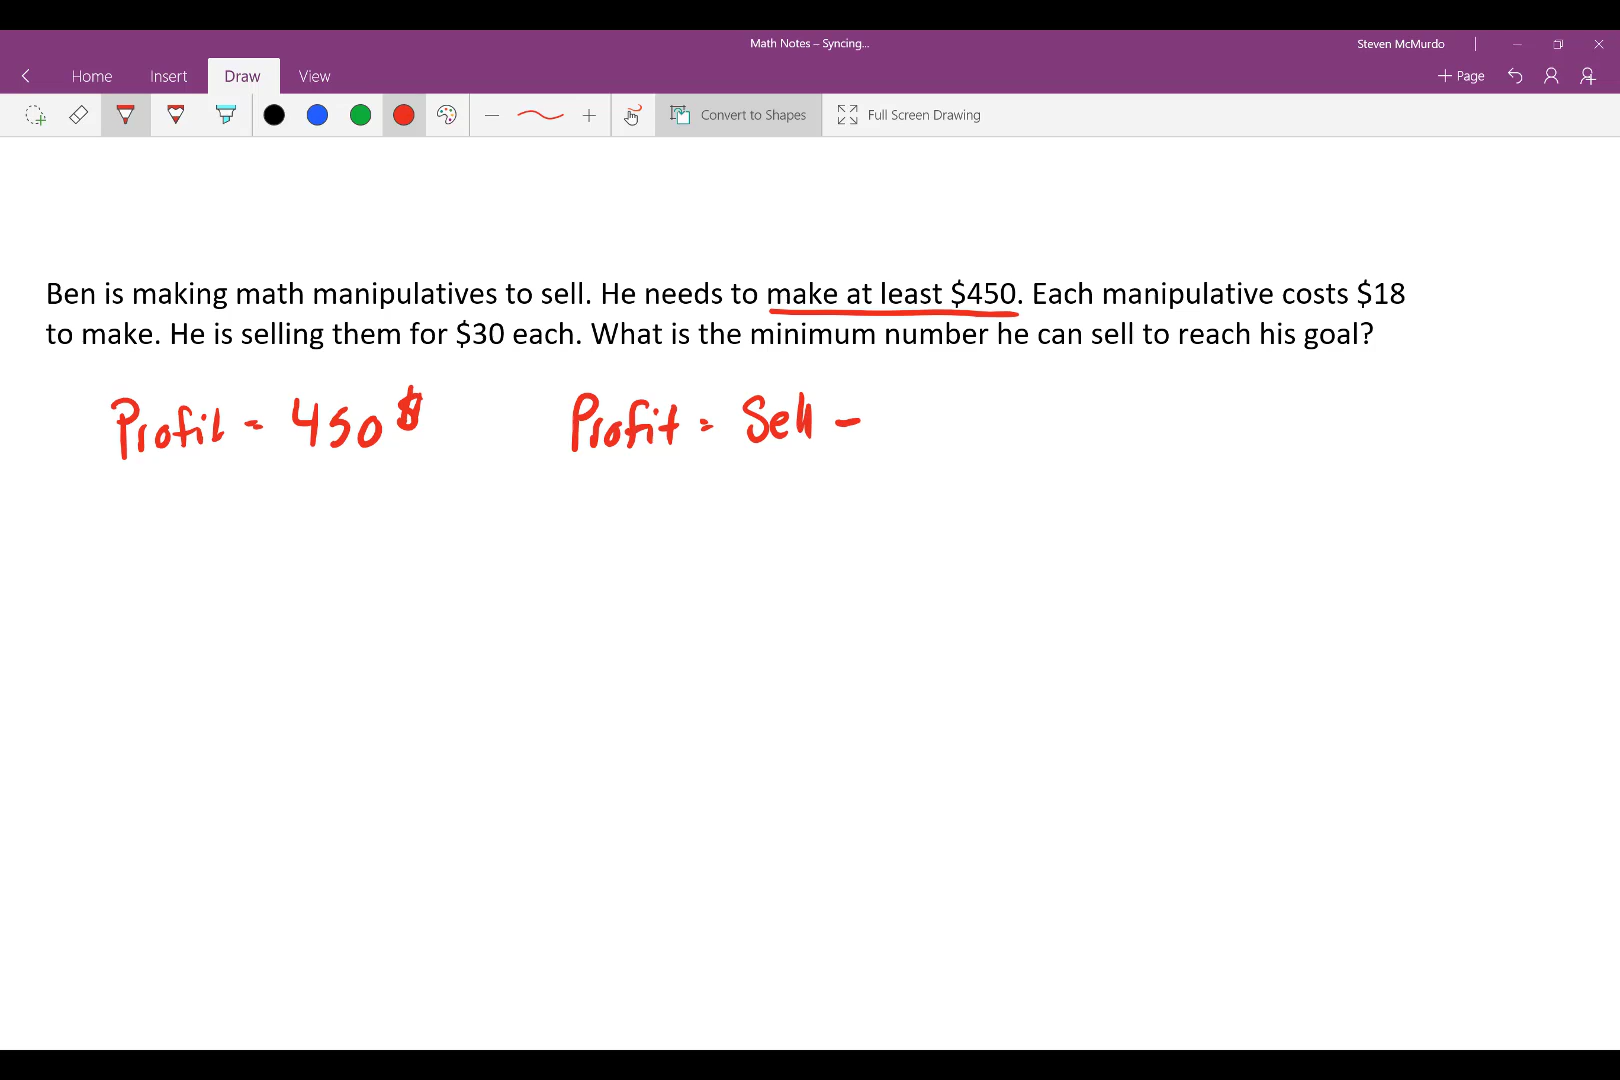 Math Notes – Syncing...
Steven McMurdo
Home Insert Draw View
+ Page
Convert to Shapes
Full Screen Drawing
Ben is making math manipulatives to sell. He needs to make at least $450. Each manipulative costs $18
to make. He is selling them for $30 each. What is the minimum number he can sell to reach his goal?
Profit = 450 $
Profit = Sell -